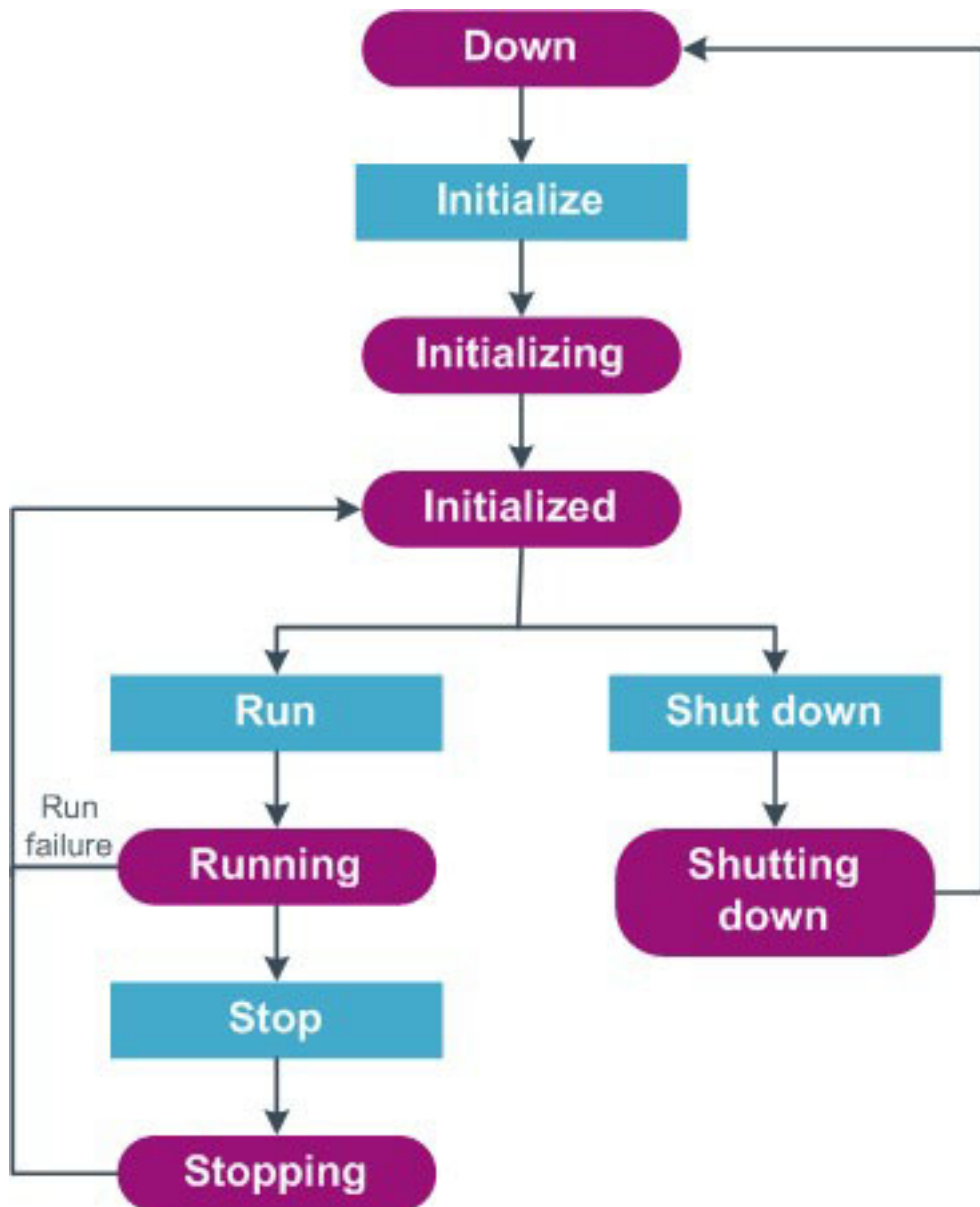 Down
Initialize
Initializing
Initialized
Run
Shut down
Run
failure
Running
Shutting
down
Stop
Stopping